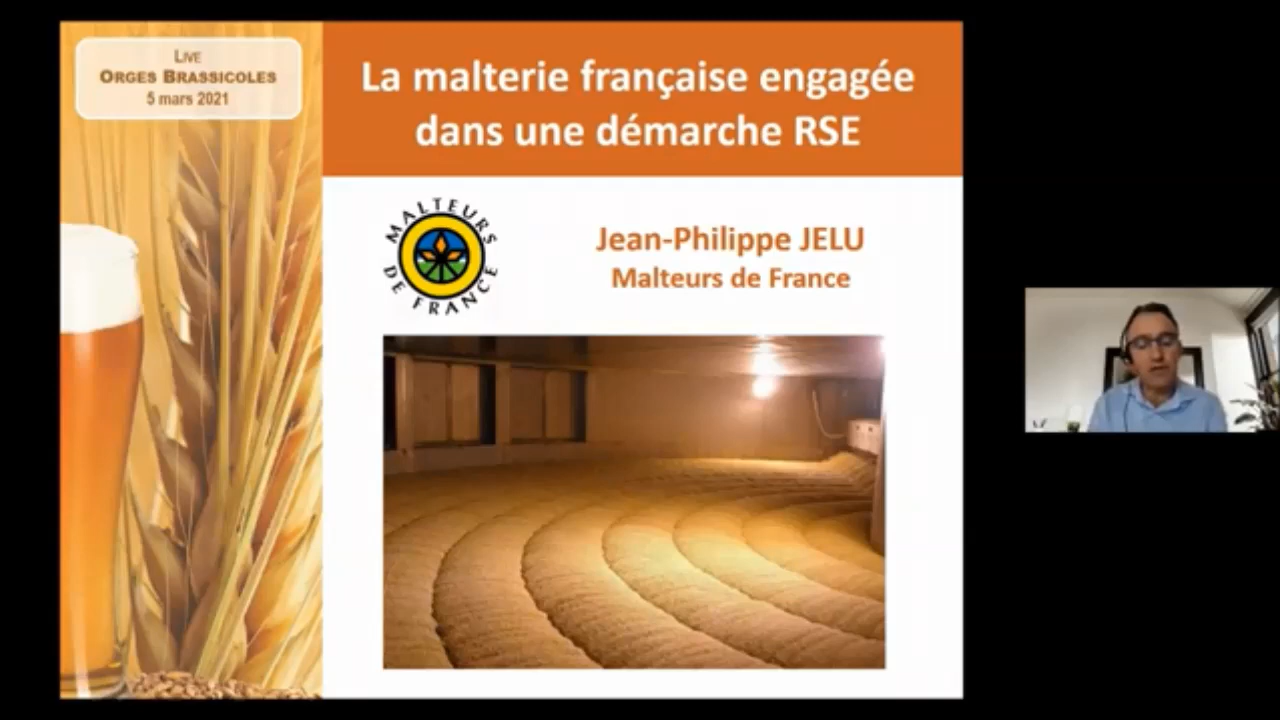 LIVE
ORGES BRASSICOLES
5 mars 2021
La malterie française engagée
dans une démarche RSE
MALTEURS
DE FRANCE
Jean-Philippe JELU
Malteurs de France